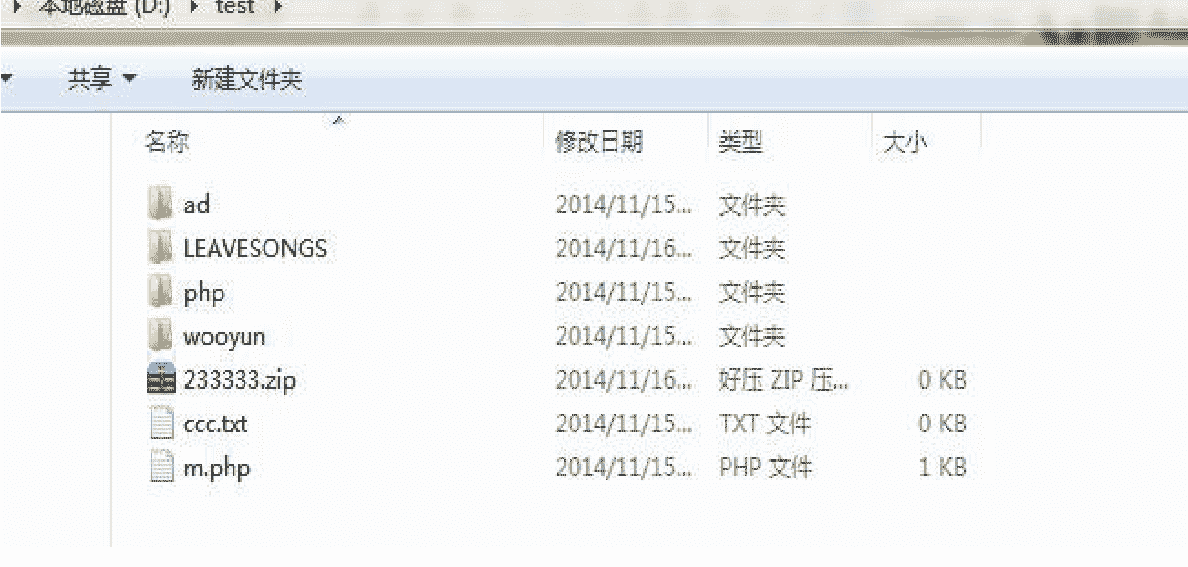 本地磁盘 (D:) test
共享 新建文件夹
名称 修改日期 类型 大小
ad 2014/11/15... 文件夹
LEAVESONGS 2014/11/16... 文件夹
php 2014/11/15... 文件夹
wooyun 2014/11/15... 文件夹
233333.zip 2014/11/16... 好压 ZIP 压... 0 KB
ccc.txt 2014/11/15... TXT 文件 0 KB
m.php 2014/11/15... PHP 文件 1 KB